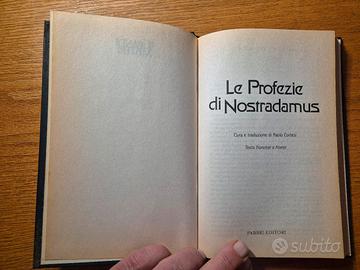 Le Profezie
di Nostradamus
Cura e traduzione di Paolo Cortesi
Testo francese a fronte
FABBRI EDITORI
subito